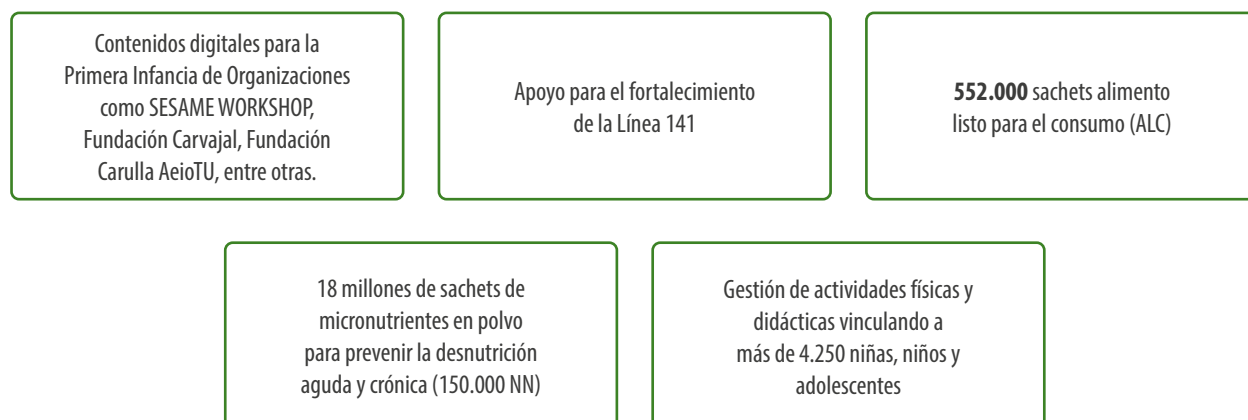 Contenidos digitales para la
Primera Infancia de Organizaciones
como SESAME WORKSHOP,
Fundación Carvajal, Fundación
Carulla AeioTU, entre otras.
Apoyo para el fortalecimiento
de la Línea 141
552.000 sachets alimento
listo para el consumo (ALC)
18 millones de sachets de
micronutrientes en polvo
para prevenir la desnutrición
aguda y crónica (150.000 NN)
Gestión de actividades físicas y
didácticas vinculando a
más de 4.250 niñas, niños y
adolescentes